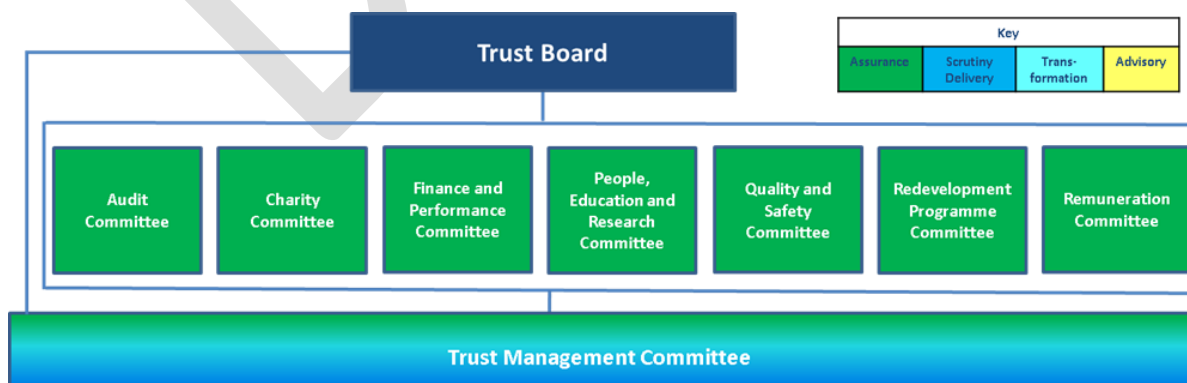 Trust Board
Key
Assurance
Scrutiny
Delivery
Trans-
formation
Advisory
Audit
Committee
Charity
Committee
Finance and
Performance
Committee
People,
Education and
Research
Committee
Quality and
Safety
Committee
Redevelopment
Programme
Committee
Remuneration
Committee
Trust Management Committee